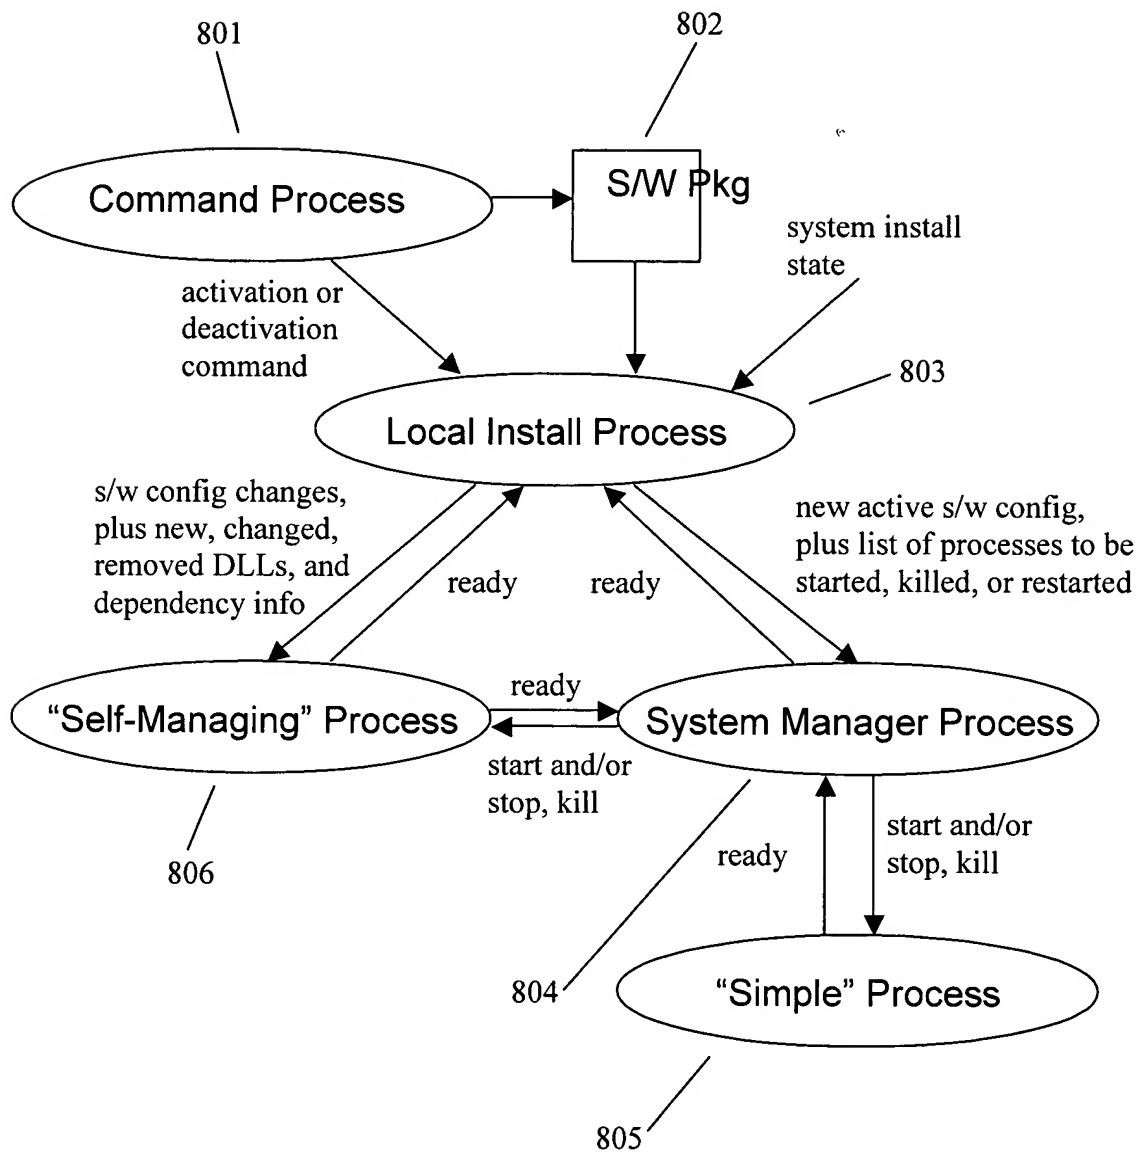 801
802
Command Process
S/W Pkg
system install
state
activation or
deactivation
command
803
Local Install Process
s/w config changes,
plus new, changed,
removed DLLs, and
dependency info
ready
ready
new active s/w config,
plus list of processes to be
started, killed, or restarted
“Self-Managing” Process
ready
System Manager Process
start and/or
stop, kill
806
ready
start and/or
stop, kill
804
“Simple” Process
805